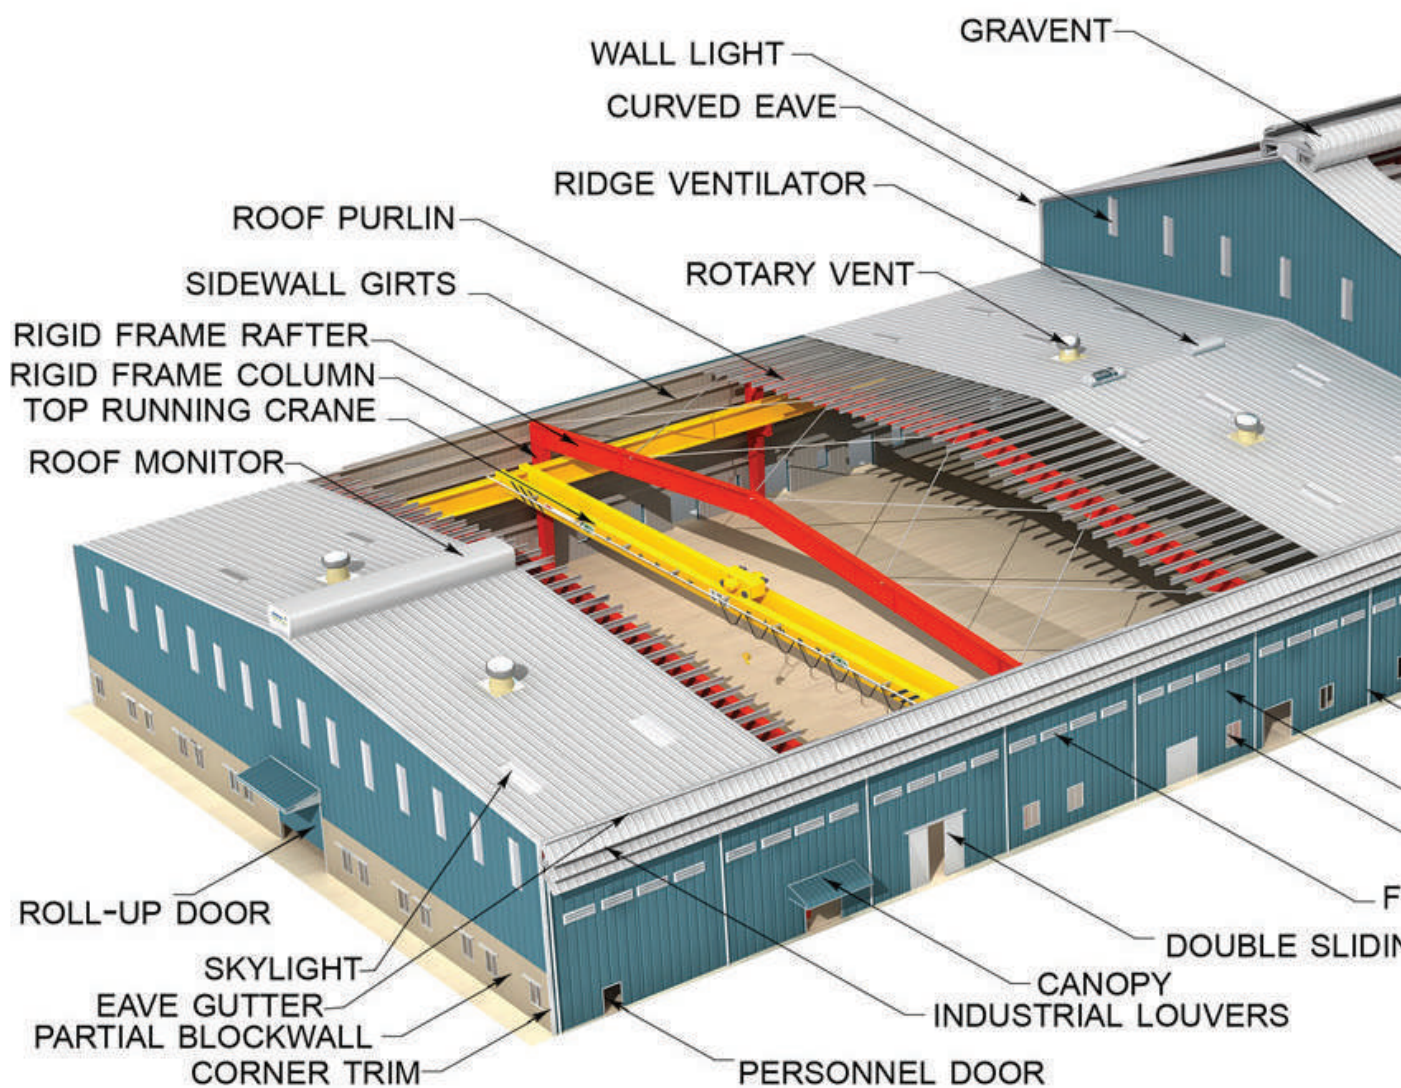 GRAVENT
WALL LIGHT
CURVED EAVE
RIDGE VENTILATOR
ROOF PURLIN
ROTARY VENT
SIDEWALL GIRTS
RIGID FRAME RAFTER
RIGID FRAME COLUMN
TOP RUNNING CRANE
ROOF MONITOR
ROLL-UP DOOR
F
DOUBLE SLIDIN
SKYLIGHT
CANOPY
EAVE GUTTER
INDUSTRIAL LOUVERS
PARTIAL BLOCKWALL
CORNER TRIM
PERSONNEL DOOR